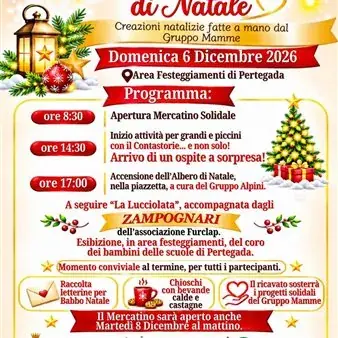 di Natale
Creazioni natalizie fatte a mano dal
Gruppo Mamme
Domenica 6 Dicembre 2026
Area Festeggiamenti di Pertegada
Programma:
ore 8:30
Apertura Mercatino Solidale
ore 14:30
Inizio attività per grandi e piccini
con il Contastorie... e non solo!
Arrivo di un ospite a sorpresa!
ore 17:00
Accensione dell'Albero di Natale,
nella piazzetta, a cura del Gruppo Alpini.
A seguire “La Lucciolata”, accompagnata dagli
ZAMPOGNARI
dell'associazione Furclap.
Esibizione, in area festeggiamenti, del coro
dei bambini delle scuole di Pertegada.
Momento conviviale al termine, per tutti i partecipanti.
Raccolta
letterine per
Babbo Natale
Chioschi
con bevande
calde e
castagne
Il ricavato sosterrà
i progetti solidali
del Gruppo Mamme
Il Mercatino sarà aperto anche
Martedì 8 Dicembre al mattino.